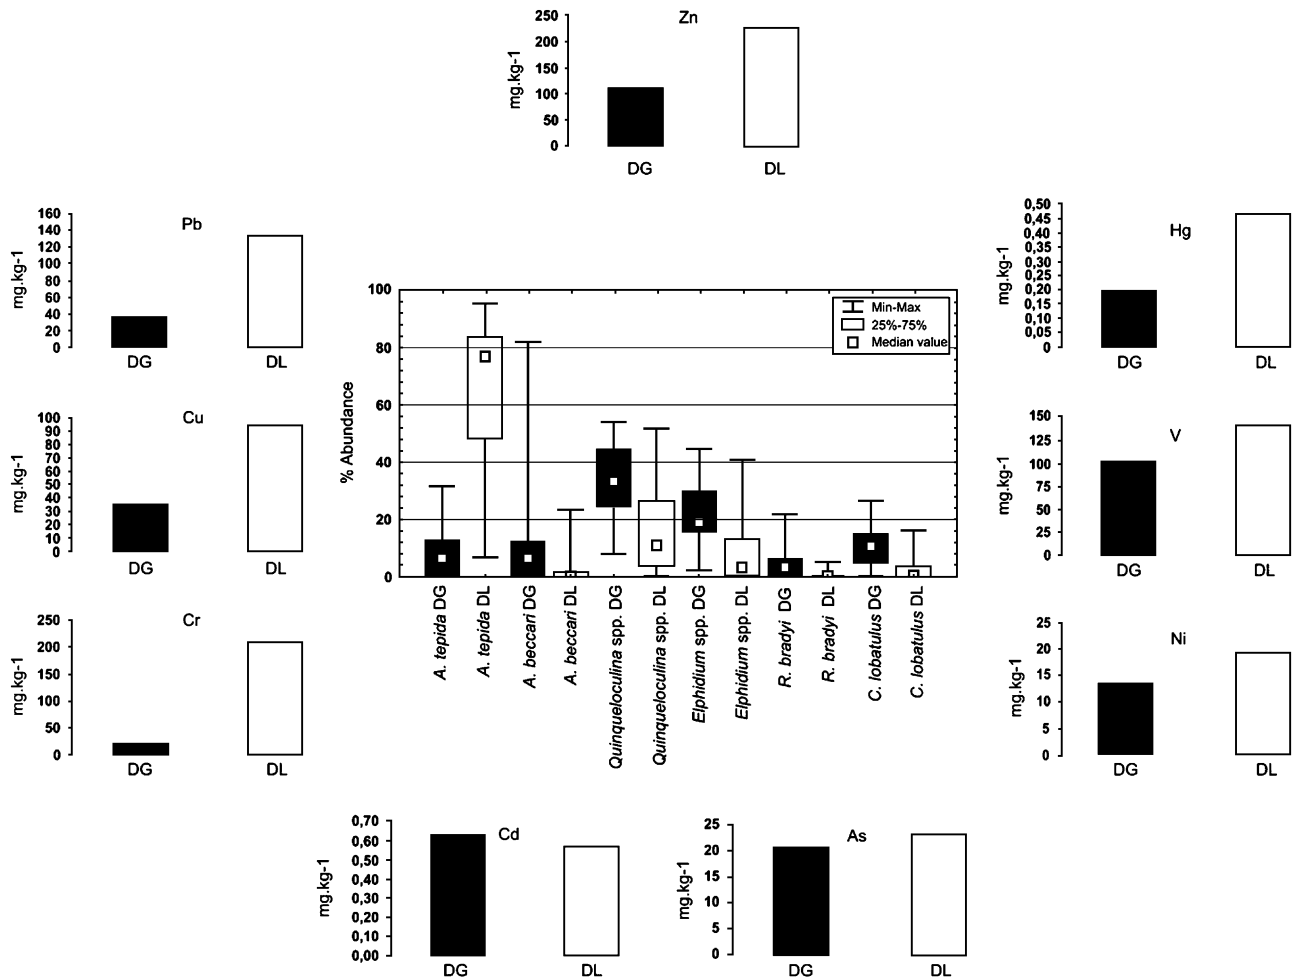 Zn
mg.kg-1
250
200
150
100
50
0
DG DL
Pb
mg.kg-1
160
140
120
100
80
60
40
20
0
DG DL
Hg
mg.kg-1
0,50
0,45
0,40
0,35
0,30
0,25
0,20
0,15
0,10
0,05
0
DG DL
% Abundance
100
80
60
40
20
0
Min-Max
25%-75%
Median value
A. tepida DG
A. tepida DL
A. beccari DG
A. beccari DL
Quinqueloculina spp. DG
Quinqueloculina spp. DL
Elphidium spp. DG
Elphidium spp. DL
R. bradyi DG
R. bradyi DL
C. lobatulus DG
C. lobatulus DL
Cu
mg.kg-1
100
90
80
70
60
50
40
30
20
10
0
DG DL
V
mg.kg-1
150
125
100
75
50
25
0
DG DL
Cr
mg.kg-1
250
200
150
100
50
0
DG DL
Ni
mg.kg-1
25
20
15
10
5
0
DG DL
Cd
mg.kg-1
0,70
0,60
0,50
0,40
0,30
0,20
0,10
0,00
DG DL
As
mg.kg-1
25
20
15
10
5
0
DG DL